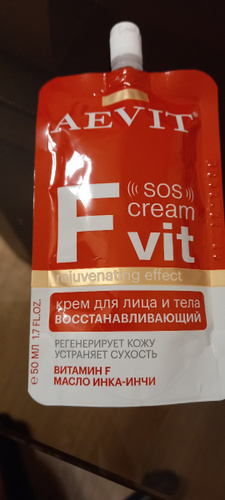 AEVIT
F
SOS
cream
vit
rejuvenating effect
крем для лица и тела
ВОССТАНАВЛИВАЮЩИЙ
РЕГЕНЕРИРУЕТ КОЖУ
УСТРАНЯЕТ СУХОСТЬ
ВИТАМИН F
МАСЛО ИНКА-ИНЧИ
℮ 50 МЛ 1.7 FL.OZ.